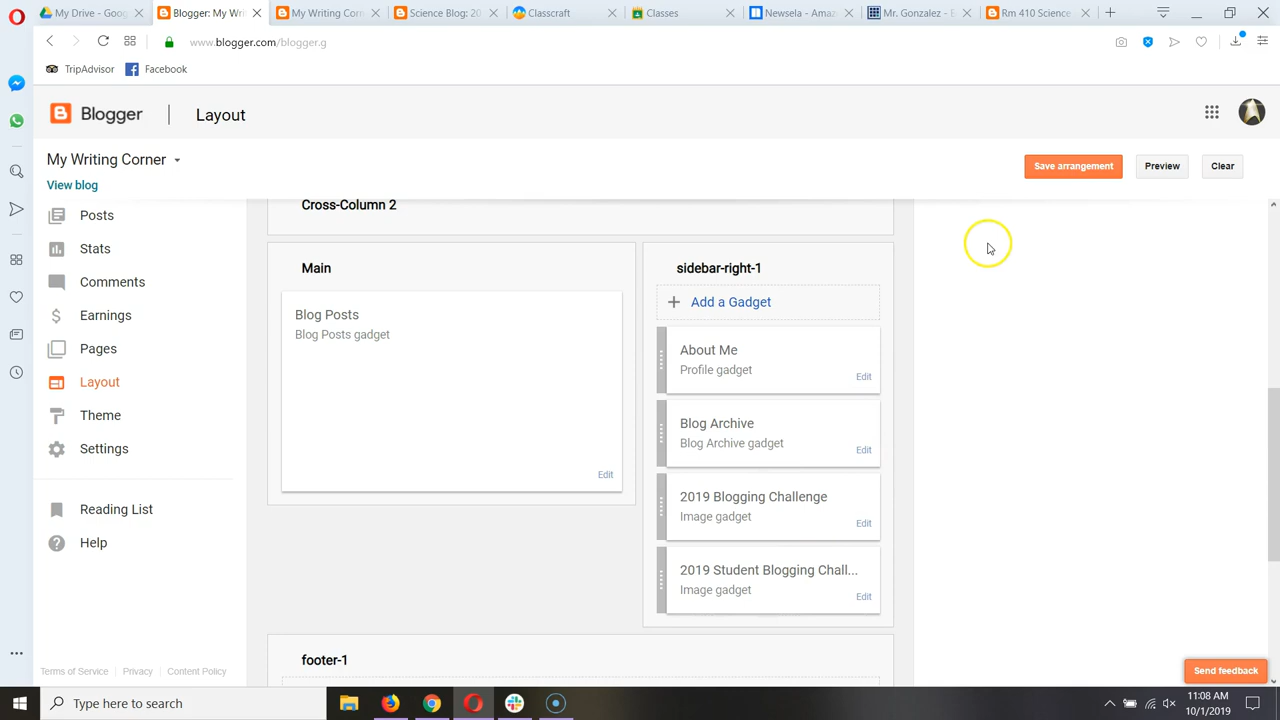 My Drive - Google
Blogger: My Wri
My Writing Corn
Science Blog: 20
Classcraft
Classes
Newsela - Amaz
Mr. Gonzalez - B
Rm 410 Science
www.blogger.com/blogger.g
TripAdvisor
Facebook
Blogger
Layout
My Writing Corner
View blog
Save arrangement
Preview
Clear
Posts
Stats
Comments
Earnings
Pages
Layout
Theme
Settings
Reading List
Help
Terms of Service
Privacy
Content Policy
Cross-Column 2
Main
Blog Posts
Blog Posts gadget
Edit
sidebar-right-1
Add a Gadget
About Me
Profile gadget
Edit
Blog Archive
Blog Archive gadget
Edit
2019 Blogging Challenge
Image gadget
Edit
2019 Student Blogging Chall...
Image gadget
Edit
footer-1
Send feedback
Type here to search
11:08 AM
10/1/2019